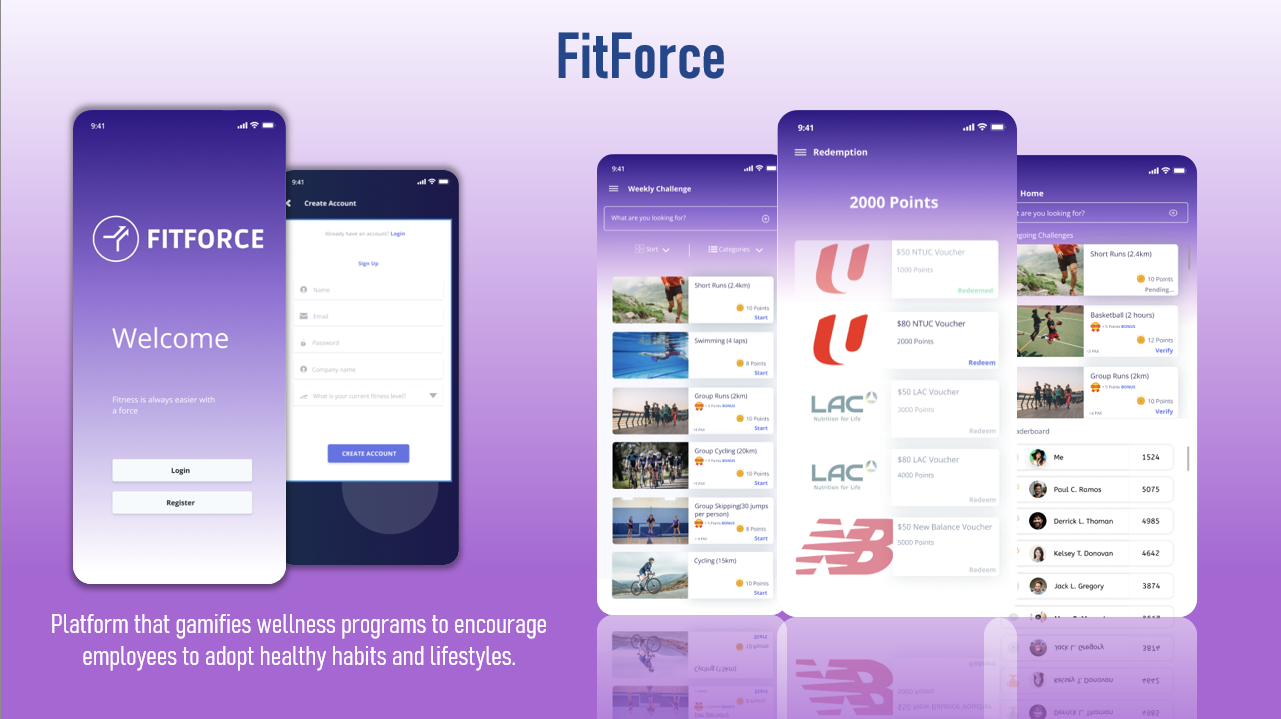 FitForce
9:41
FITFORCE
Welcome
Fitness is always easier with
a force
Login
Register
9:41
Create Account
Already have an account? Login
Sign Up
Name
Email
Password
Company name
What is your current fitness level?
CREATE ACCOUNT
Platform that gamifies wellness programs to encourage
employees to adopt healthy habits and lifestyles.
9:41
Weekly Challenge
What are you looking for?
Sort
Categories
Short Runs (2.4km)
10 Points
Start
Swimming (4 laps)
8 Points
Start
Group Runs (2km)
+ 5 Points BONUS
10 Points
Start
Group Cycling (20km)
+ 5 Points BONUS
10 Points
Start
Group Skipping(30 jumps
per person)
+ 5 Points BONUS
8 Points
Start
Cycling (15km)
10 Points
Start
9:41
Redemption
2000 Points
$50 NTUC Voucher
1000 Points
Redeemed
$80 NTUC Voucher
2000 Points
Redeem
LAC
Nutrition for Life
$50 LAC Voucher
3000 Points
Redeem
LAC
Nutrition for Life
$80 LAC Voucher
4000 Points
Redeem
NB
$50 New Balance Voucher
5000 Points
Redeem
Home
are you looking for?
going Challenges
Short Runs (2.4km)
10 Points
Pending...
Basketball (2 hours)
+ 5 Points BONUS
12 Points
Verify
Group Runs (2km)
+ 5 Points BONUS
10 Points
Verify
aderboard
Me 1524
Paul C. Ramos 5075
Derrick L. Thoman 4985
Kelsey T. Donovan 4642
Jack L. Gregory 3874